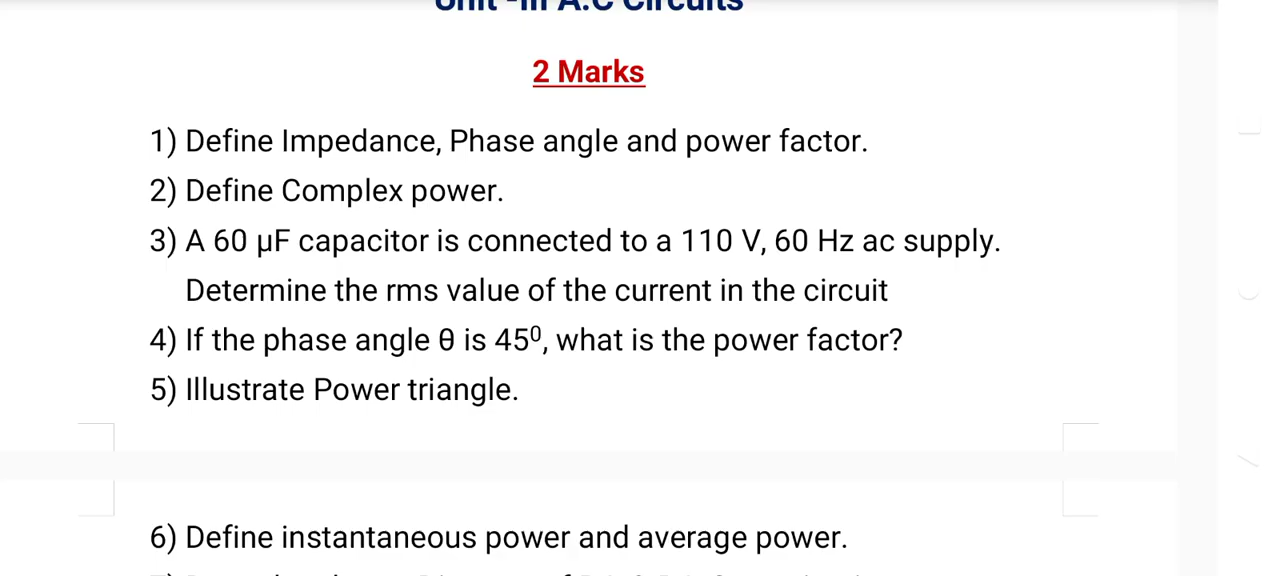 Unit -III A.C Circuits
2 Marks
1) Define Impedance, Phase angle and power factor.
2) Define Complex power.
3) A 60 µF capacitor is connected to a 110 V, 60 Hz ac supply.
Determine the rms value of the current in the circuit
4) If the phase angle θ is 45⁰, what is the power factor?
5) Illustrate Power triangle.
6) Define instantaneous power and average power.